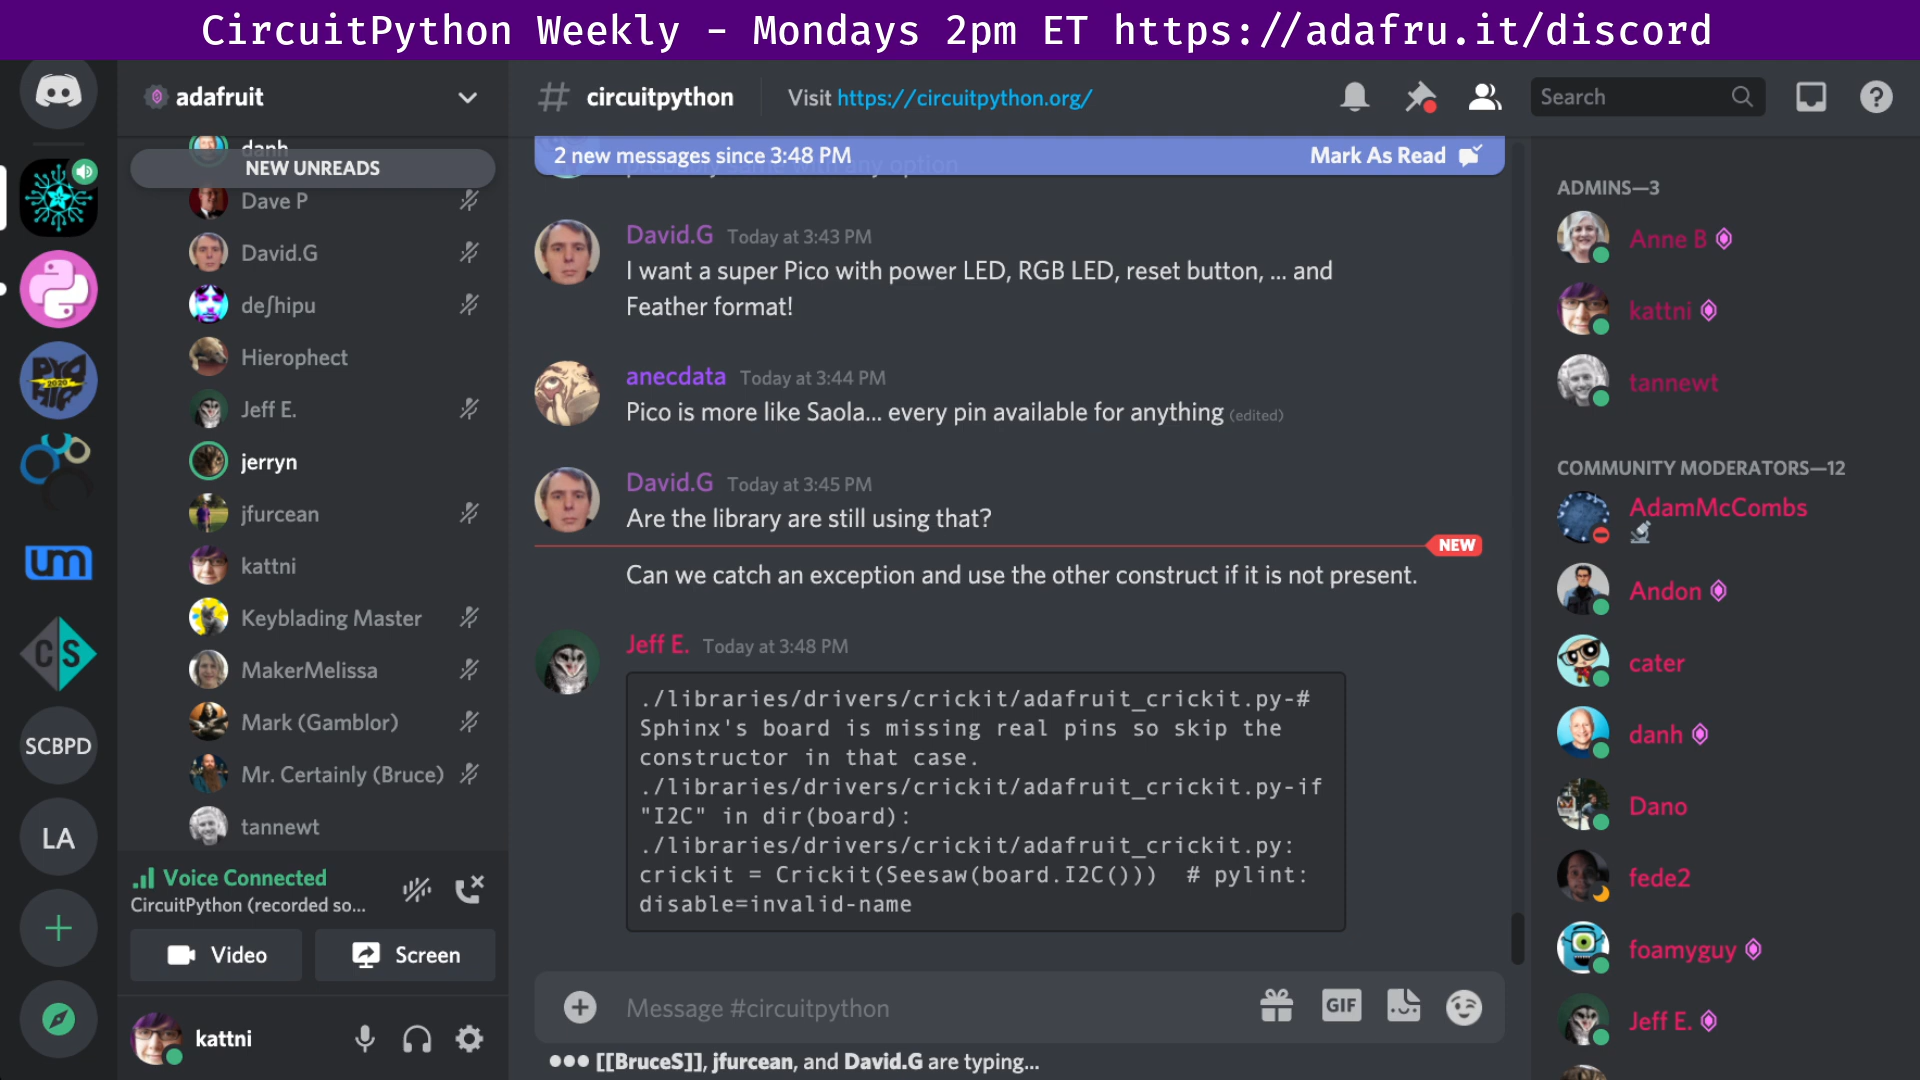 CircuitPython Weekly - Mondays 2pm ET https://adafru.it/discord
adafruit
danh
NEW UNREADS
Dave P
David.G
deʃhipu
Hierophect
Jeff E.
jerryn
jfurcean
kattni
Keyblading Master
MakerMelissa
Mark (Gamblor)
Mr. Certainly (Bruce)
tannewt
Voice Connected
CircuitPython (recorded so...
Video
Screen
kattni
UM
C S
SCBPD
LA
# circuitpython
Visit https://circuitpython.org/
Search
2 new messages since 3:48 PM
Mark As Read
probably same with any option
David.G Today at 3:43 PM
I want a super Pico with power LED, RGB LED, reset button, ... and
Feather format!
anecdata Today at 3:44 PM
Pico is more like Saola... every pin available for anything (edited)
David.G Today at 3:45 PM
Are the library are still using that?
NEW
Can we catch an exception and use the other construct if it is not present.
Jeff E. Today at 3:48 PM
./libraries/drivers/crickit/adafruit_crickit.py-#
Sphinx's board is missing real pins so skip the
constructor in that case.
./libraries/drivers/crickit/adafruit_crickit.py-if
"I2C" in dir(board):
./libraries/drivers/crickit/adafruit_crickit.py:
crickit = Crickit(Seesaw(board.I2C()))  # pylint:
disable=invalid-name
Message #circuitpython
GIF
[[BruceS]], jfurcean, and David.G are typing...
ADMINS—3
Anne B
kattni
tannewt
COMMUNITY MODERATORS—12
AdamMcCombs
Andon
cater
danh
Dano
fede2
foamyguy
Jeff E.